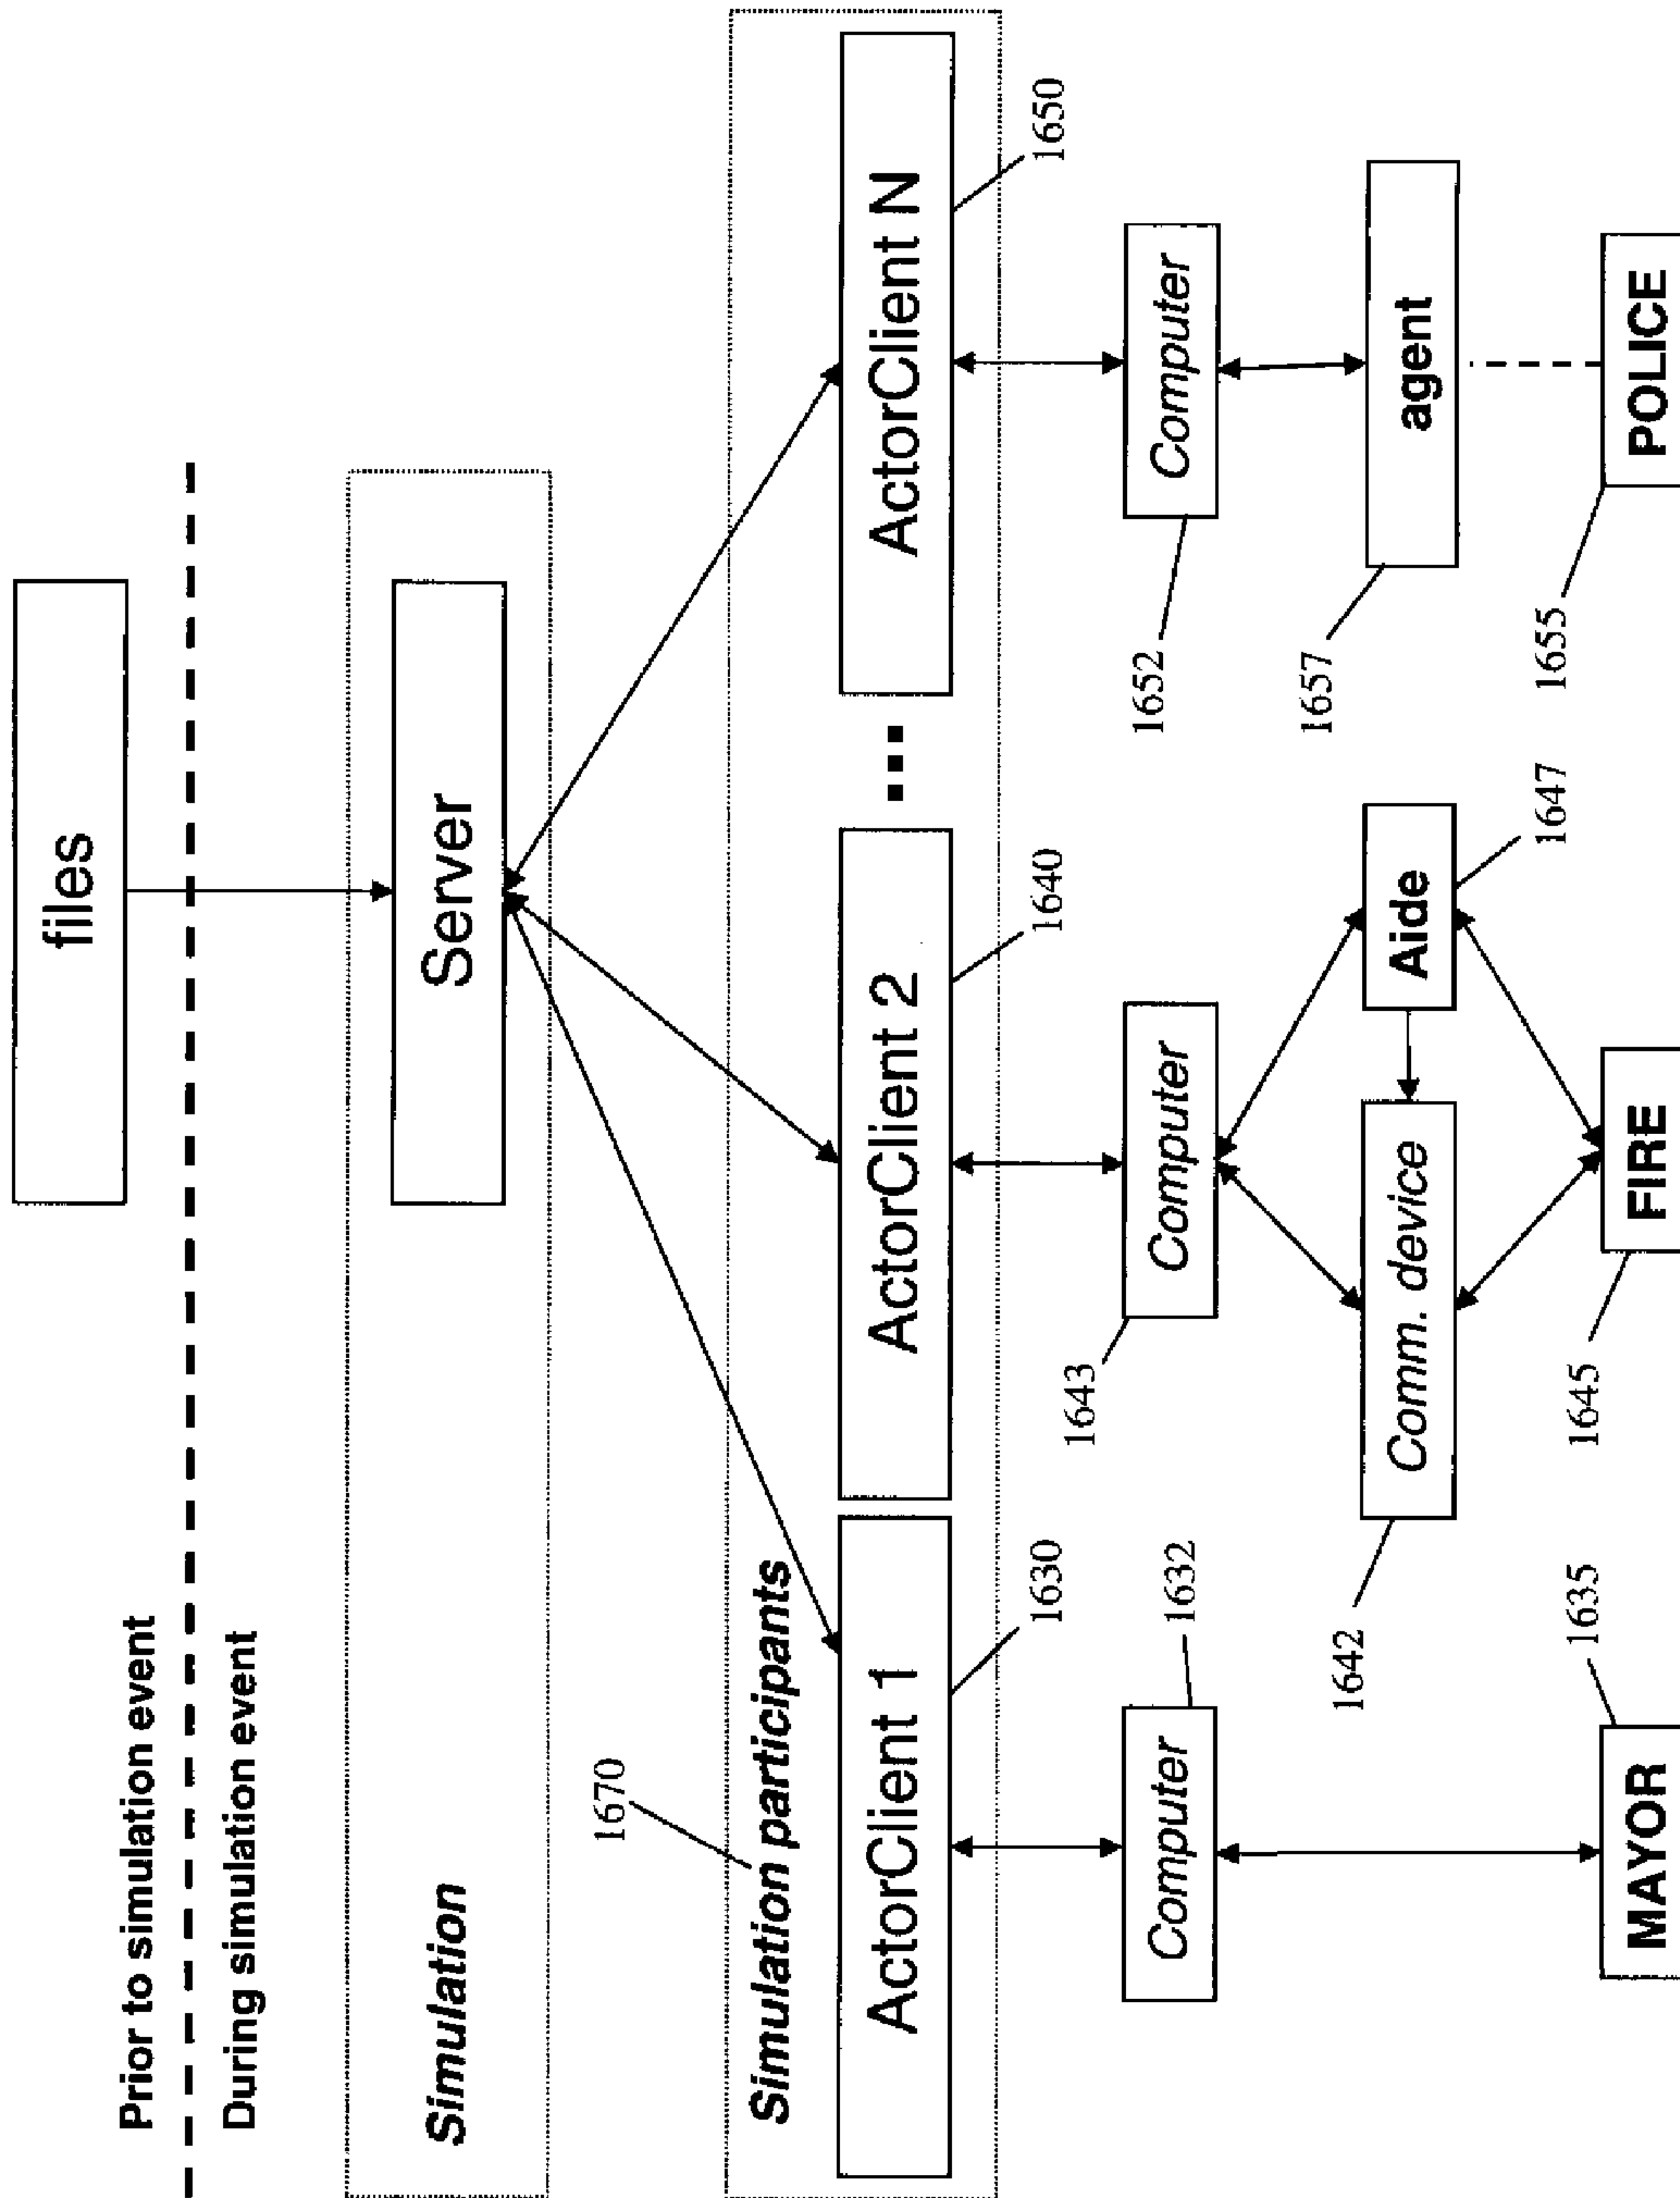 files
Prior to simulation event
During simulation event
Simulation
Server
1670
Simulation participants
ActorClient 1
ActorClient 2
...
ActorClient N
1630
1640
1650
Computer
1632
1643
Computer
1652
Computer
1642
Comm. device
Aide
1647
1657
agent
1635
MAYOR
1645
FIRE
1655
POLICE